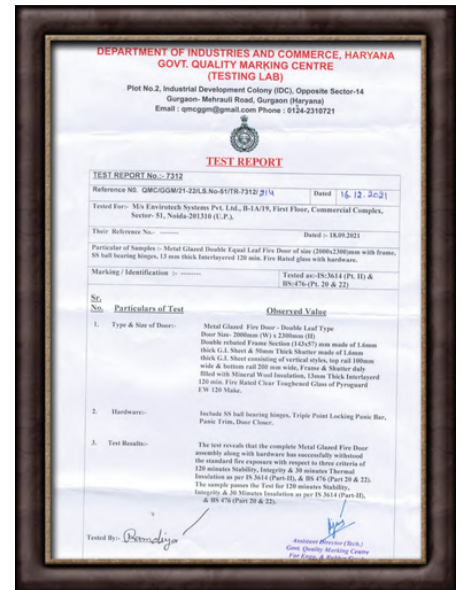 DEPARTMENT OF INDUSTRIES AND COMMERCE, HARYANA
GOVT. QUALITY MARKING CENTRE
(TESTING LAB)
Plot No.2, Industrial Development Colony (IDC), Opposite Sector-14
Gurgaon- Mehrauli Road, Gurgaon (Haryana)
Email : qmcggm@gmail.com Phone : 0124-2310721
TEST REPORT
TEST REPORT No.:- 7312
Reference N0. QMC/GGM/21-22/LS.No-51/TR-7312/ Dated 16.12.2021
Tested For:- M/s Envirotech Systems Pvt. Ltd., B-1A/19, First Floor, Commercial Complex,
Sector- 51, Noida-201310 (U.P.).
Their Reference No.- ------- Dated :- 18.09.2021
Particular of Samples :- Metal Glazed Double Equal Leaf Fire Door of size (2000x2300)mm with frame,
SS ball bearing hinges, 13 mm thick Interlayered 120 min. Fire Rated glass with hardware.
Marking / Identification :- ------- Tested as:-IS:3614 (Pt. II) &
BS:476-(Pt. 20 & 22)
Sr.
No. Particulars of Test Observed Value
1. Type & Size of Door:- Metal Glazed Fire Door - Double Leaf Type
Door Size- 2000mm (W) x 2300mm (H)
Double rebated Frame Section (143x57) mm made of 1.6mm
thick G.I. Sheet & 50mm Thick Shutter made of 1.6mm
thick G.I. Sheet consisting of vertical styles, top rail 100mm
wide & bottom rail 200 mm wide, Frame & Shutter duly
filled with Mineral Wool Insulation, 13mm Thick Interlayerd
120 min. Fire Rated Clear Toughened Glass of Pyroguard
EW 120 Make.
2. Hardware:- Include SS ball bearing hinges, Triple Point Locking Panic Bar,
Panic Trim, Door Closer.
3. Test Results:- The test reveals that the complete Metal Glazed Fire Door
assembly along with hardware has successfully withstood
the standard fire exposure with respect to three criteria of
120 minutes Stability, Integrity & 30 minutes Thermal
Insulation as per IS 3614 (Part-II), & BS 476 (Part 20 & 22).
The sample passes the Test for 120 minutes Stability,
Integrity & 30 Minutes Insulation as per IS 3614 (Part-II),
& BS 476 (Part 20 & 22).
Tested By:-
Assistant Director (Tech.)
Govt. Quality Marking Centre
For Engg. &